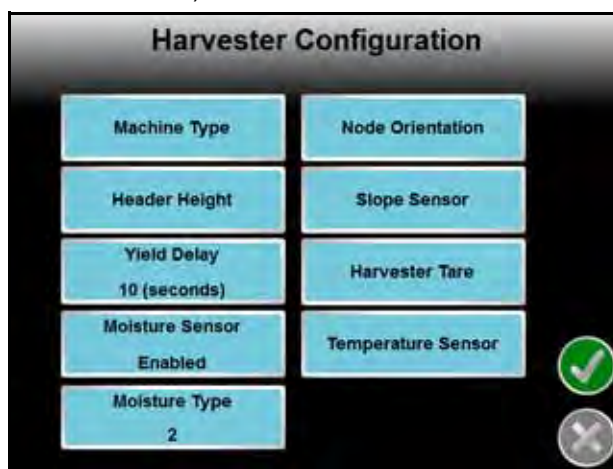 Harvester Configuration
Machine Type
Node Orientation
Header Height
Slope Sensor
Yield Delay
10 (seconds)
Harvester Tare
Moisture Sensor
Enabled
Temperature Sensor
Moisture Type
2